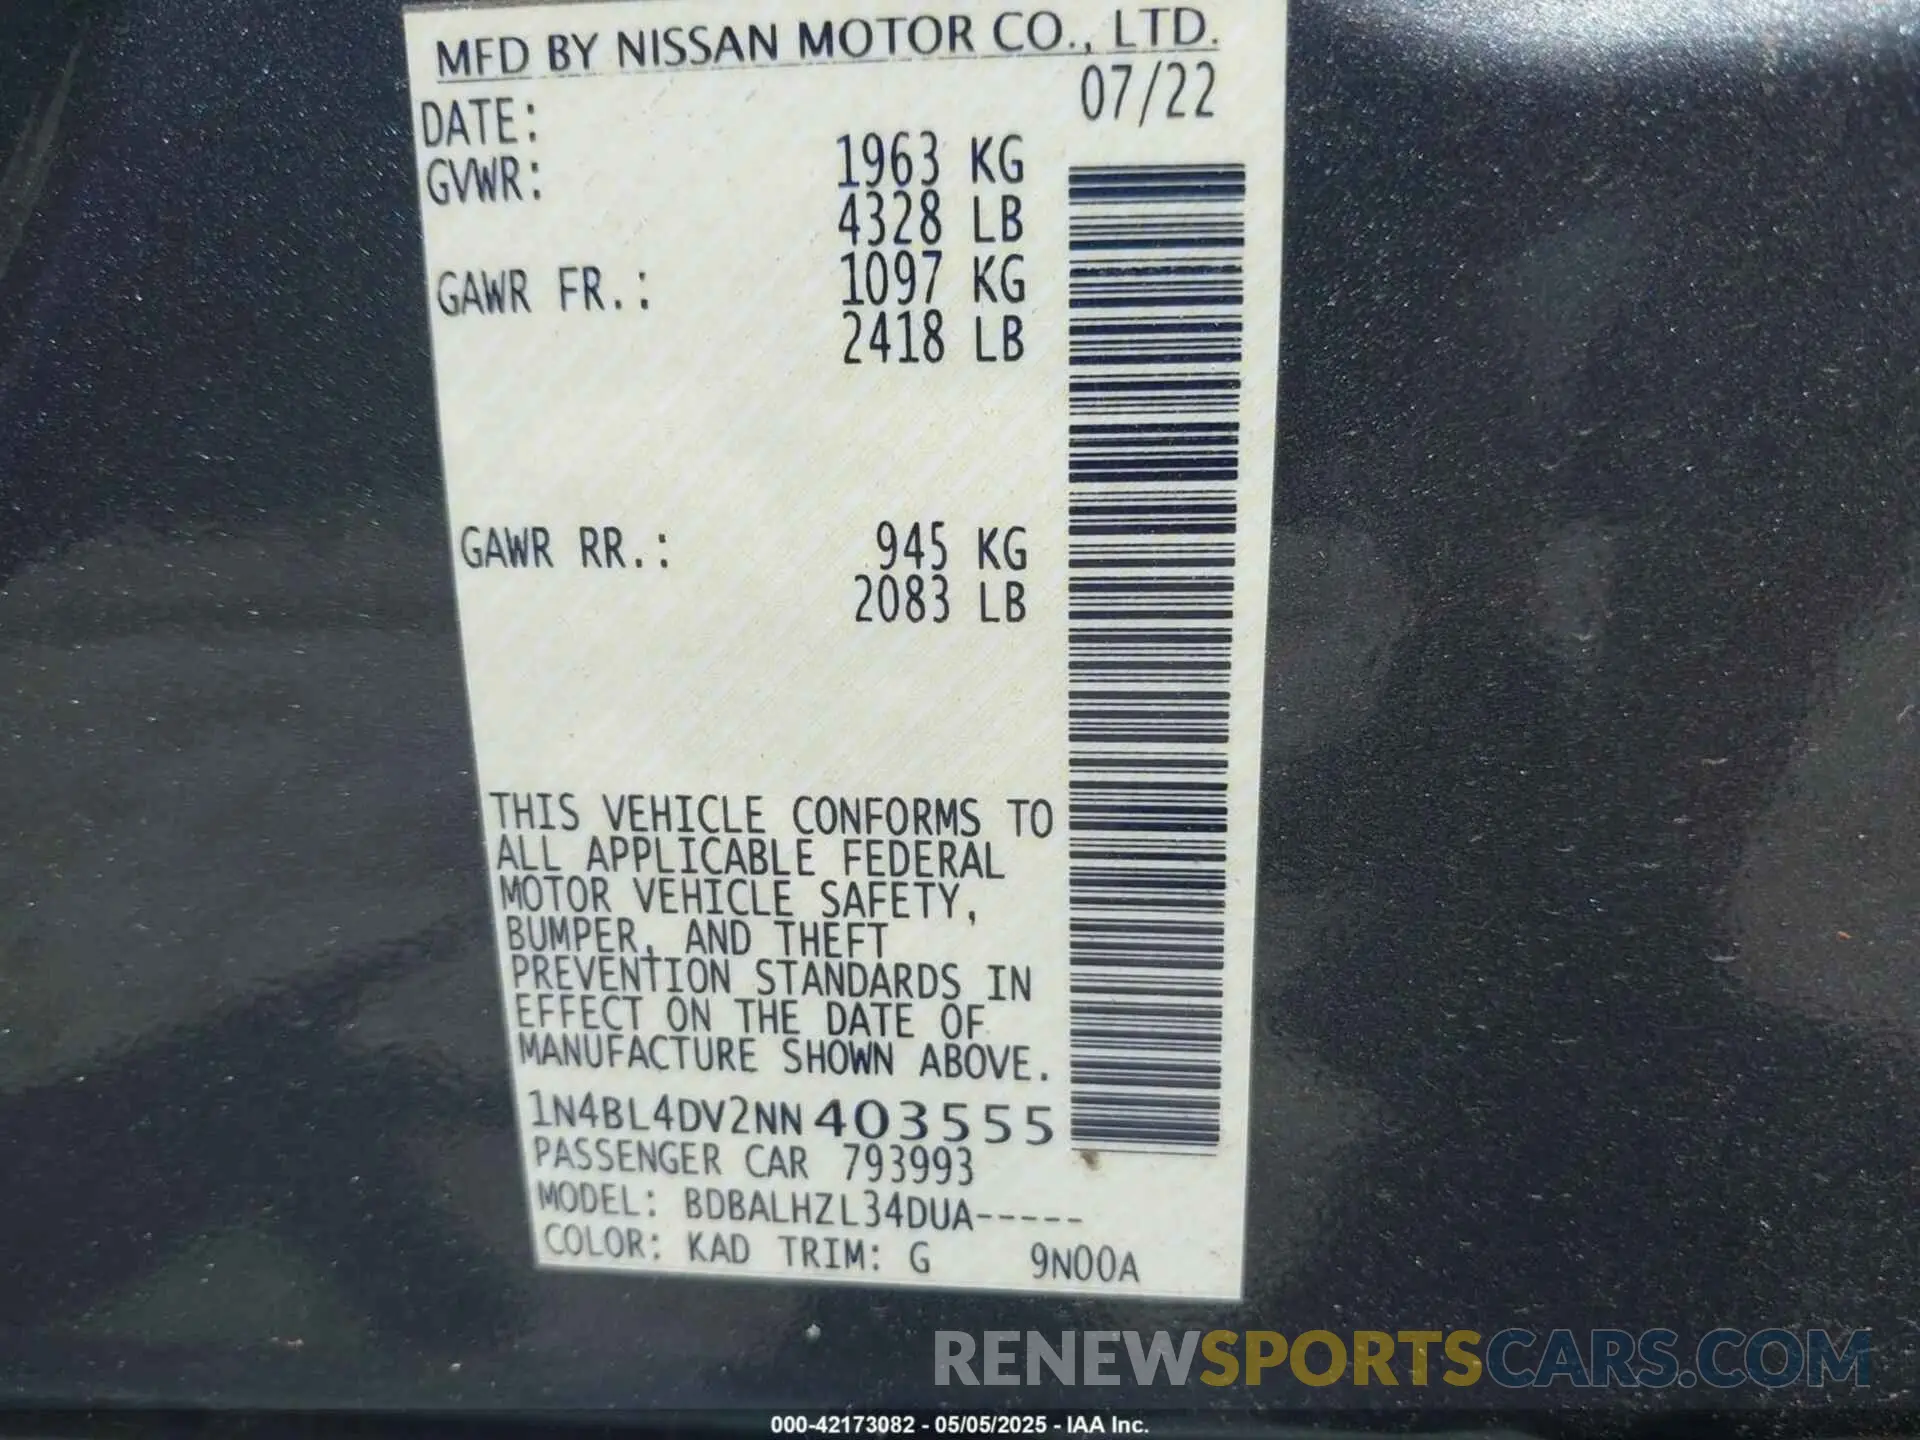 MFD BY NISSAN MOTOR CO., LTD.
DATE: 07/22
GVWR: 1963 KG
4328 LB
GAWR FR.: 1097 KG
2418 LB
GAWR RR.: 945 KG
2083 LB
THIS VEHICLE CONFORMS TO
ALL APPLICABLE FEDERAL
MOTOR VEHICLE SAFETY,
BUMPER, AND THEFT
PREVENTION STANDARDS IN
EFFECT ON THE DATE OF
MANUFACTURE SHOWN ABOVE.
1N4BL4DV2NN403555
PASSENGER CAR 793993
MODEL: BDBALHZL34DUA-----
COLOR: KAD TRIM: G 9N00A
RENEWSPORTSCARS.COM
000-42173082 - 05/05/2025 - IAA Inc.